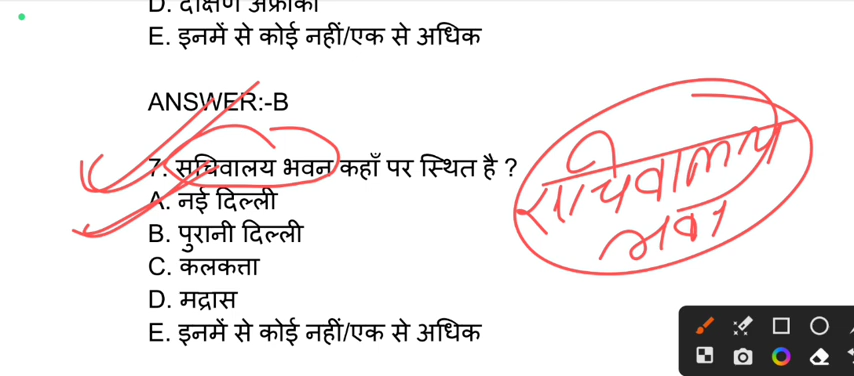 D. दक्षिण अफ्रीका
E. इनमें से कोई नहीं/एक से अधिक
ANSWER:-B
7. सचिवालय भवन कहाँ पर स्थित है ?
A. नई दिल्ली
B. पुरानी दिल्ली
C. कलकत्ता
D. मद्रास
E. इनमें से कोई नहीं/एक से अधिक
सचिवालय
भवन